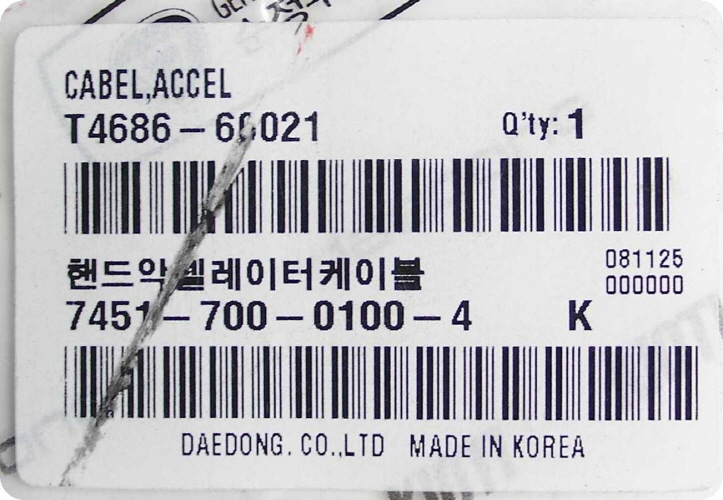 CABEL,ACCEL
T4686-60021 Q'ty: 1
핸드악셀레이터케이블 081125
000000
7451-700-0100-4 K
DAEDONG. CO.,LTD MADE IN KOREA